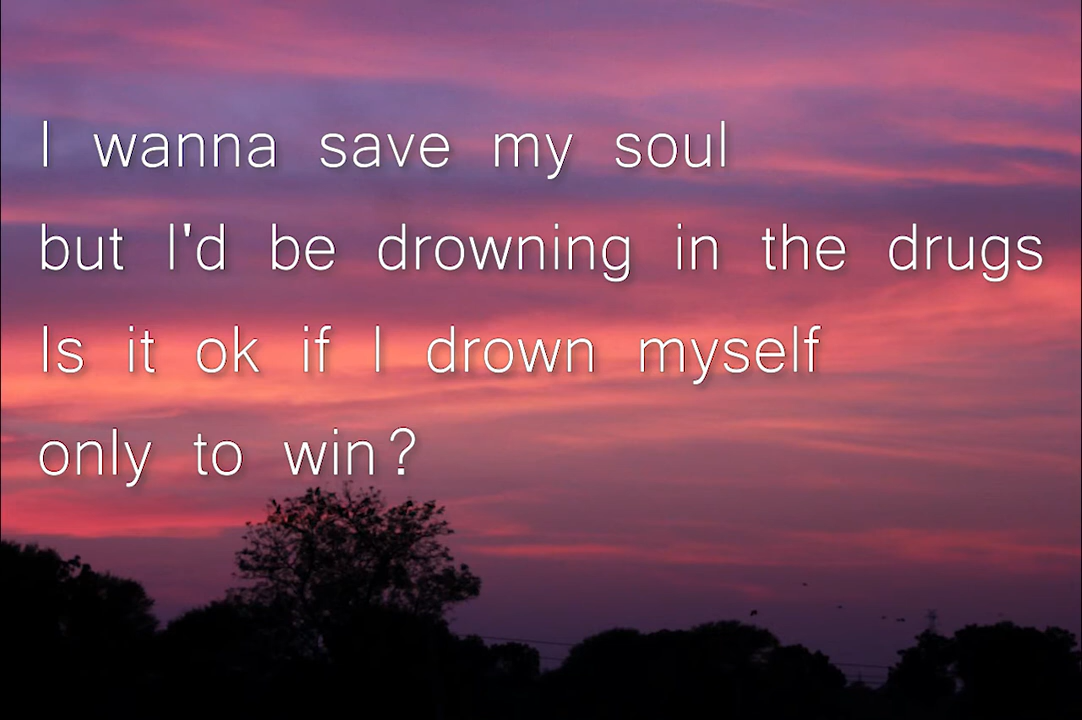 I wanna save my soul
but I'd be drowning in the drugs
Is it ok if I drown myself
only to win?